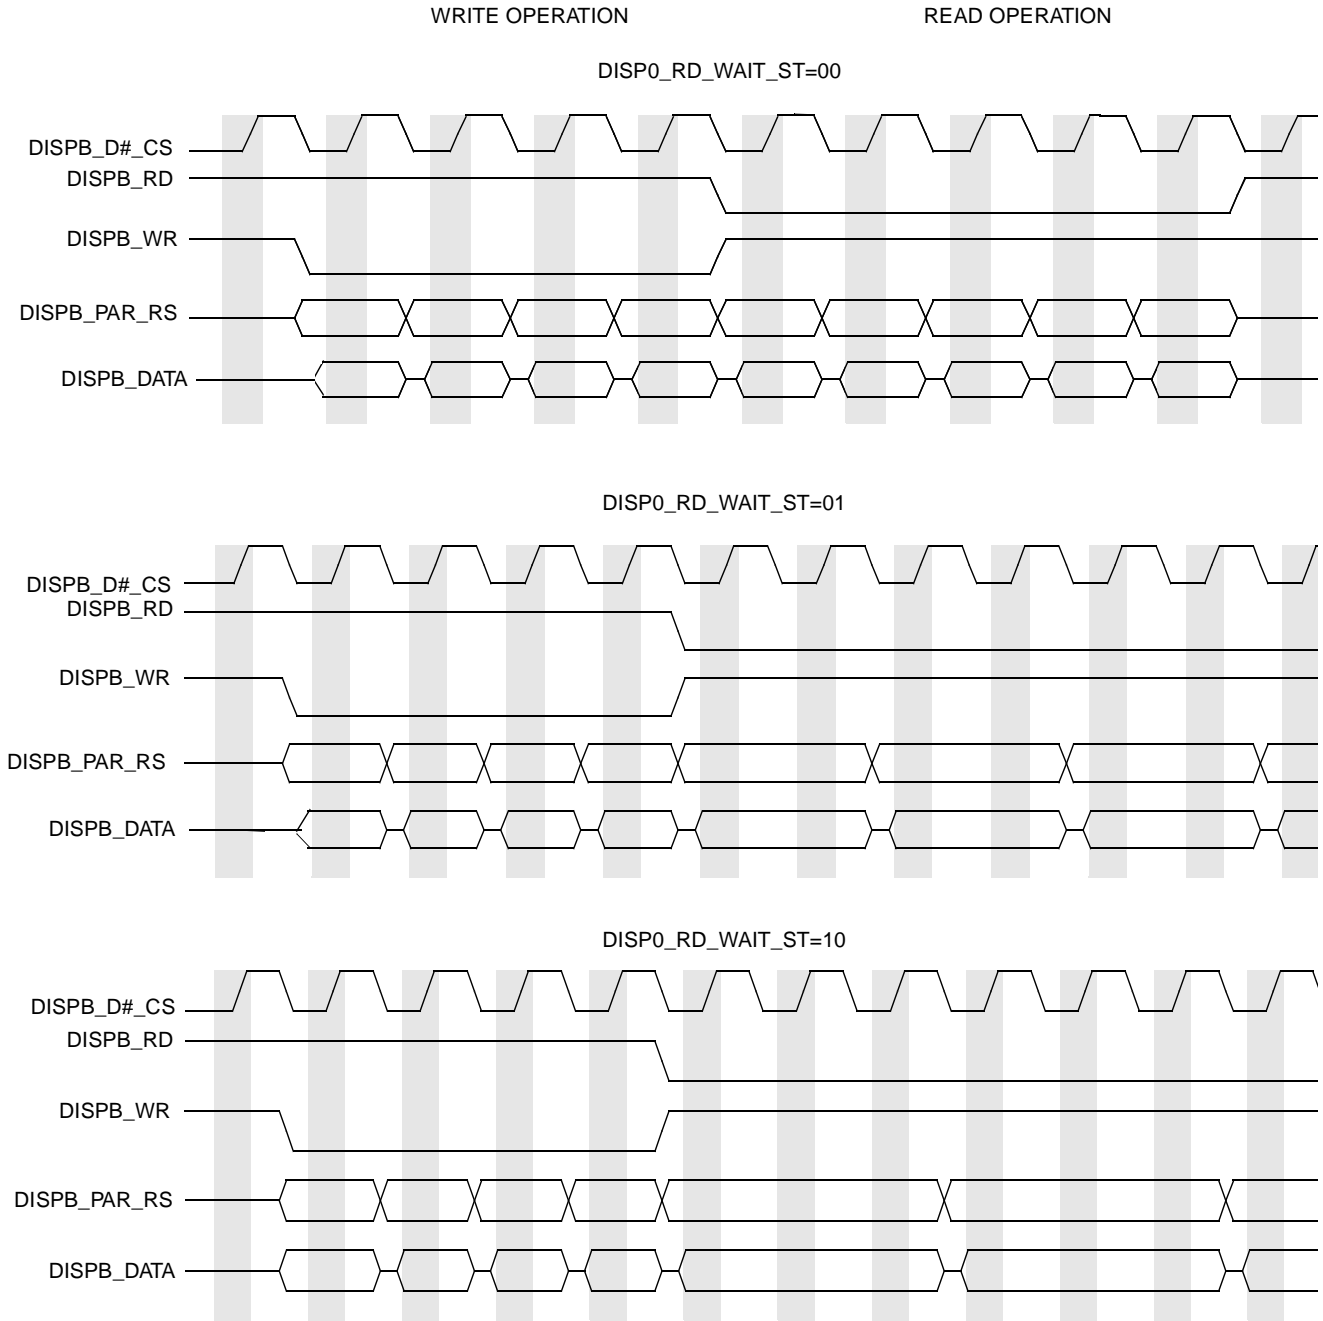 WRITE OPERATION READ OPERATION
DISP0_RD_WAIT_ST=00
DISPB_D#_CS
DISPB_RD
DISPB_WR
DISPB_PAR_RS
DISPB_DATA
DISP0_RD_WAIT_ST=01
DISPB_D#_CS
DISPB_RD
DISPB_WR
DISPB_PAR_RS
DISPB_DATA
DISP0_RD_WAIT_ST=10
DISPB_D#_CS
DISPB_RD
DISPB_WR
DISPB_PAR_RS
DISPB_DATA